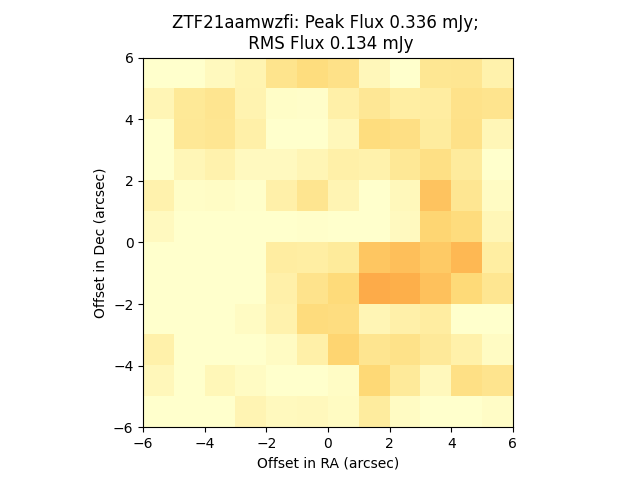 ZTF21aamwzfi: Peak Flux 0.336 mJy;
RMS Flux 0.134 mJy
6
4
2
0
−2
−4
−6
Offset in Dec (arcsec)
−6 −4 −2 0 2 4 6
Offset in RA (arcsec)